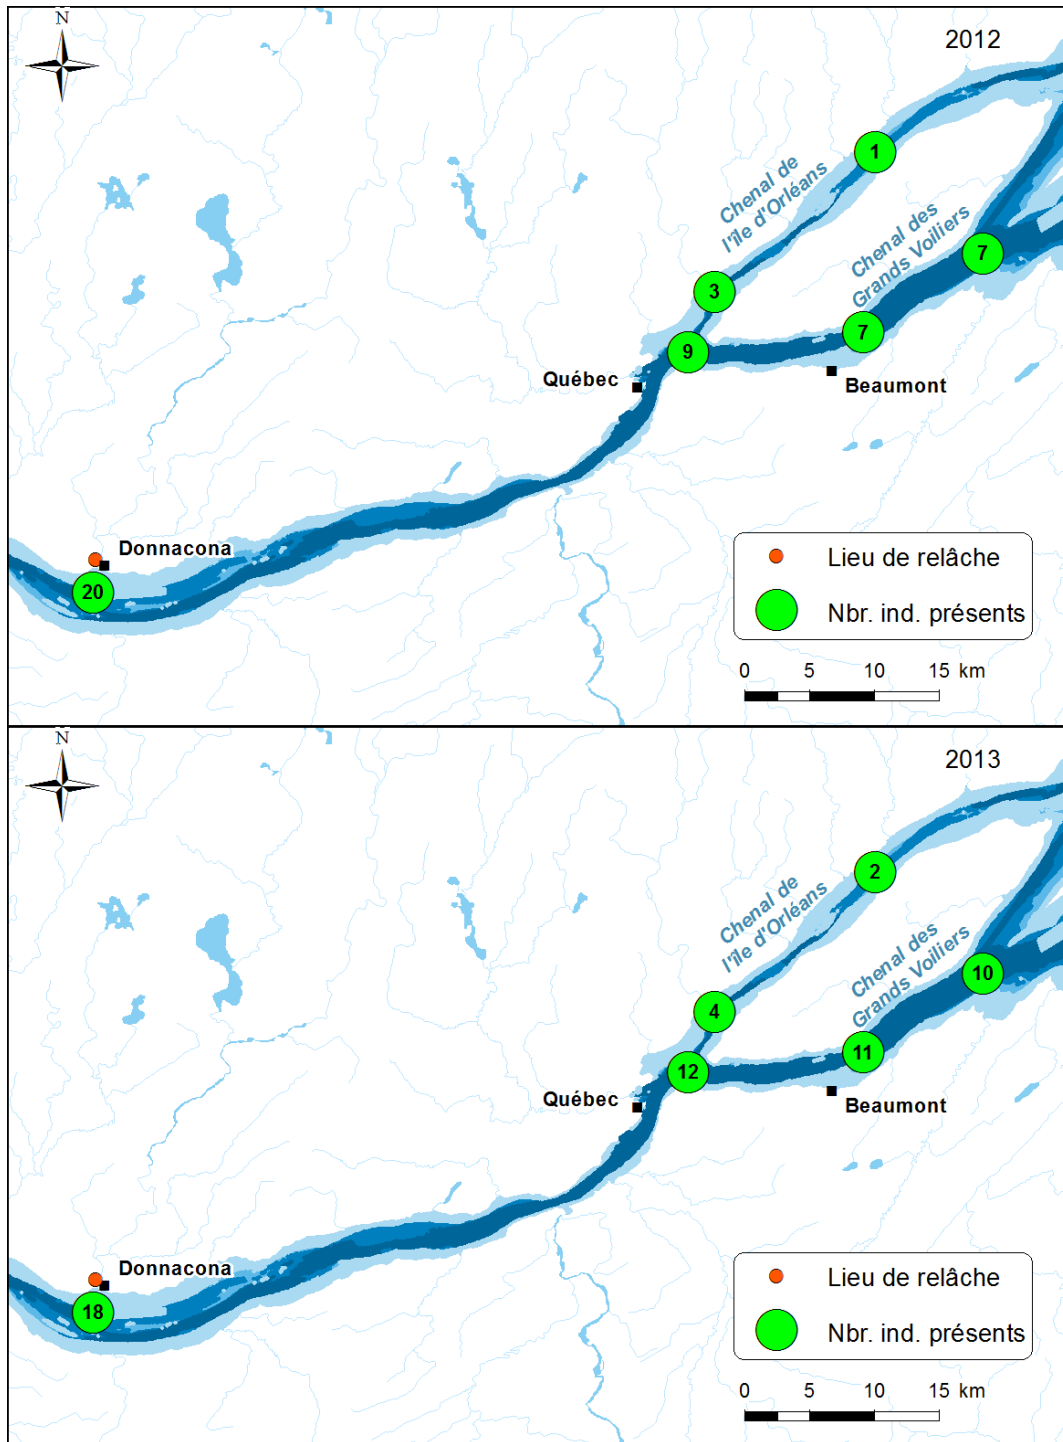 N
2012
1
Chenal de
l'île d'Orléans
Chenal des
Grands Voiliers
7
3
7
9
Québec
Beaumont
Donnacona
20
Lieu de relâche
Nbr. ind. présents
0 5 10 15 km
N
2013
2
Chenal de
l'île d'Orléans
Chenal des
Grands Voiliers
10
4
11
12
Québec
Beaumont
Donnacona
18
Lieu de relâche
Nbr. ind. présents
0 5 10 15 km